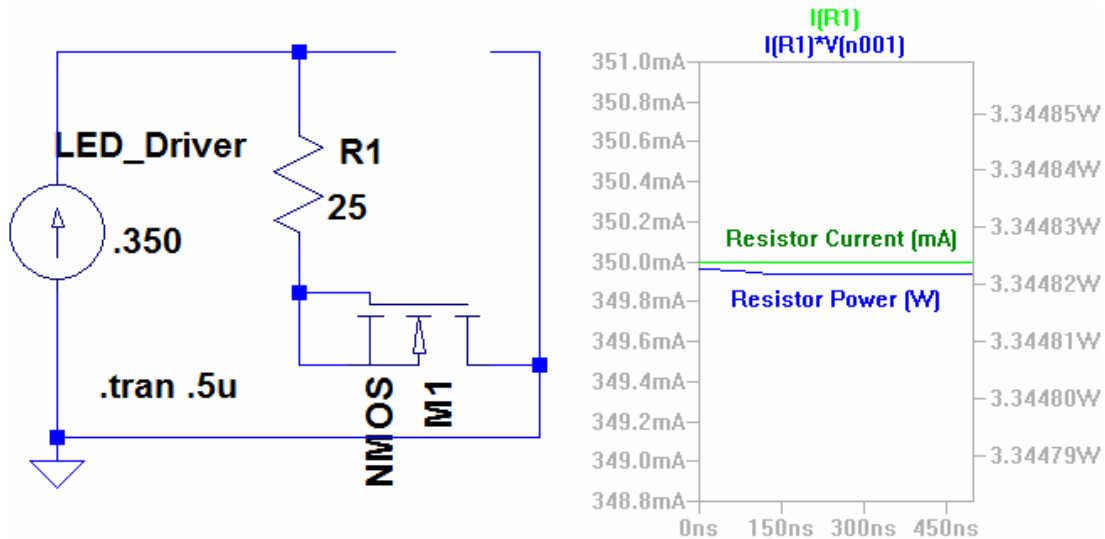 LED_Driver
R1
25
.350
.tran .5u
NMOS
M1
I(R1)
I(R1)*V(n001)
351.0mA
350.8mA
350.6mA
350.4mA
350.2mA
350.0mA
349.8mA
349.6mA
349.4mA
349.2mA
349.0mA
348.8mA
Resistor Current (mA)
Resistor Power (W)
3.34485W
3.34484W
3.34483W
3.34482W
3.34481W
3.34480W
3.34479W
0ns 150ns 300ns 450ns